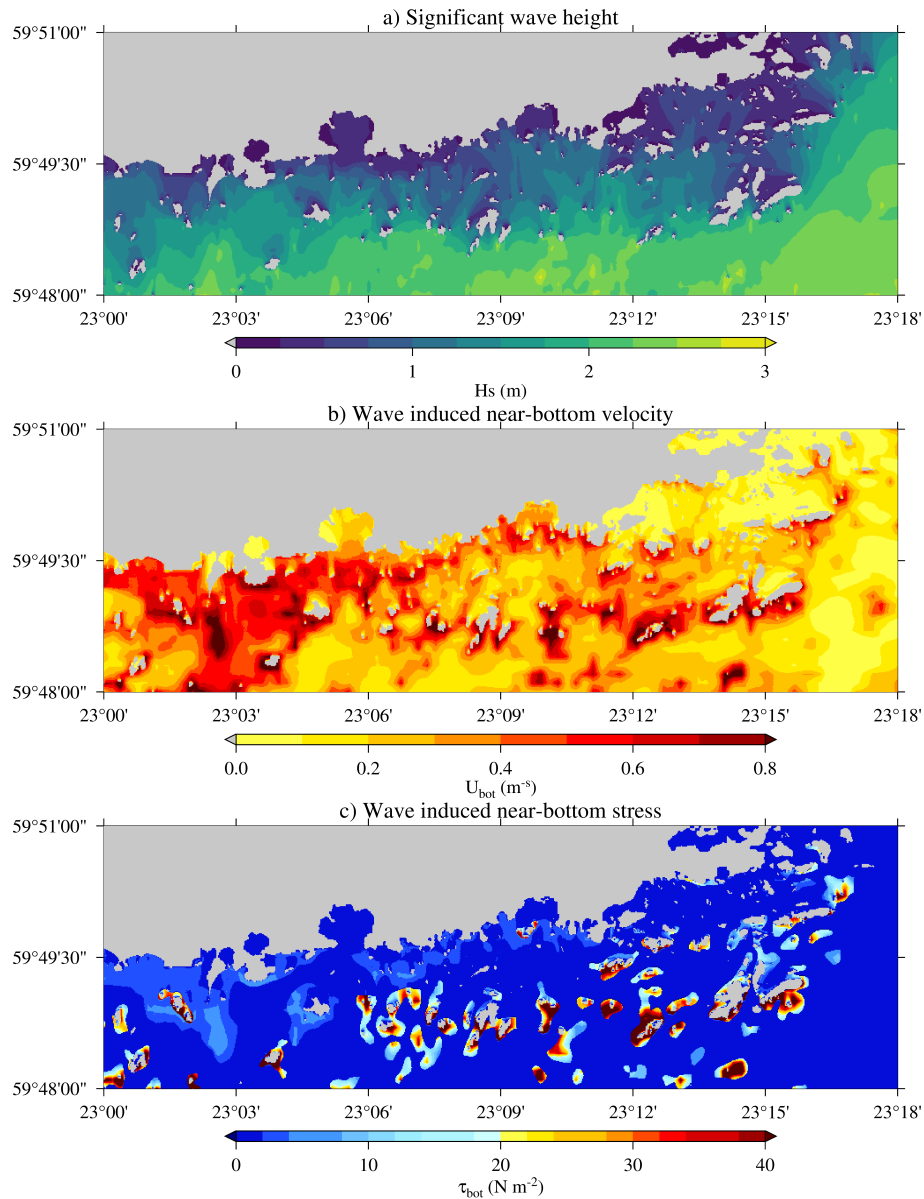 a) Significant wave height
59°51'00"
59°49'30"
59°48'00"
23°00' 23°03' 23°06' 23°09' 23°12' 23°15' 23°18'
0 1 2 3
Hs (m)
b) Wave induced near-bottom velocity
59°51'00"
59°49'30"
59°48'00"
23°00' 23°03' 23°06' 23°09' 23°12' 23°15' 23°18'
0.0 0.2 0.4 0.6 0.8
U_bot (m^-s)
c) Wave induced near-bottom stress
59°51'00"
59°49'30"
59°48'00"
23°00' 23°03' 23°06' 23°09' 23°12' 23°15' 23°18'
0 10 20 30 40
τ_bot (N m^-2)